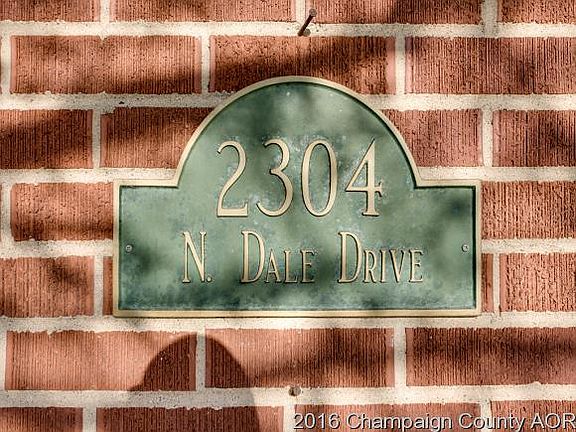 2304
N. DALE DRIVE
2016 Champaign County AOR